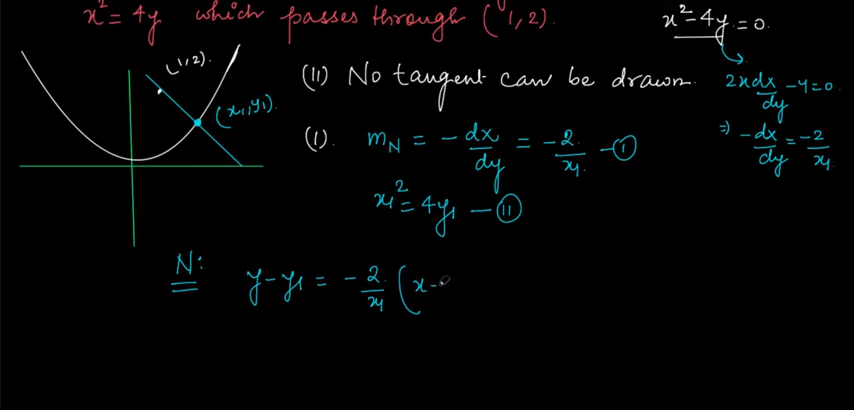 x² = 4y which passes through (1, 2).
x² - 4y = 0.
(1, 2).
(x₁, y₁).
(II) No tangent can be drawn.
2x dx/dy - 4 = 0.
⇒ -dx/dy = -2/x₁.
(I). m_N = -dx/dy = -2/x₁ - ①
x₁² = 4y₁ - ⑪
N: y - y₁ = -2/x₁ (x -